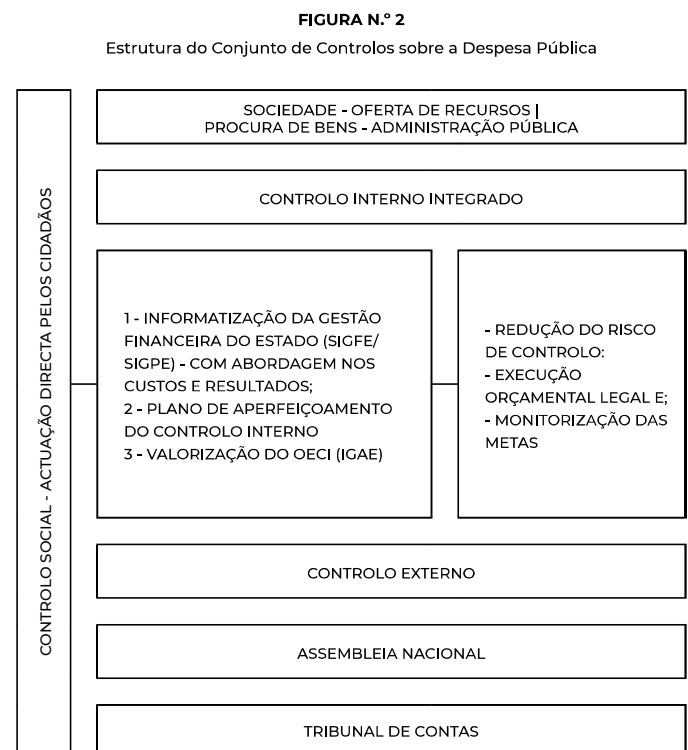 FIGURA N.º 2
Estrutura do Conjunto de Controlos sobre a Despesa Pública
CONTROLO SOCIAL - ACTUAÇÃO DIRECTA PELOS CIDADÃOS
SOCIEDADE - OFERTA DE RECURSOS |
PROCURA DE BENS - ADMINISTRAÇÃO PÚBLICA
CONTROLO INTERNO INTEGRADO
1 - INFORMATIZAÇÃO DA GESTÃO
FINANCEIRA DO ESTADO (SIGFE/
SIGPE) - COM ABORDAGEM NOS
CUSTOS E RESULTADOS;
2 - PLANO DE APERFEIÇOAMENTO
DO CONTROLO INTERNO
3 - VALORIZAÇÃO DO OECI (IGAE)
- REDUÇÃO DO RISCO
DE CONTROLO:
- EXECUÇÃO
ORÇAMENTAL LEGAL E;
- MONITORIZAÇÃO DAS
METAS
CONTROLO EXTERNO
ASSEMBLEIA NACIONAL
TRIBUNAL DE CONTAS